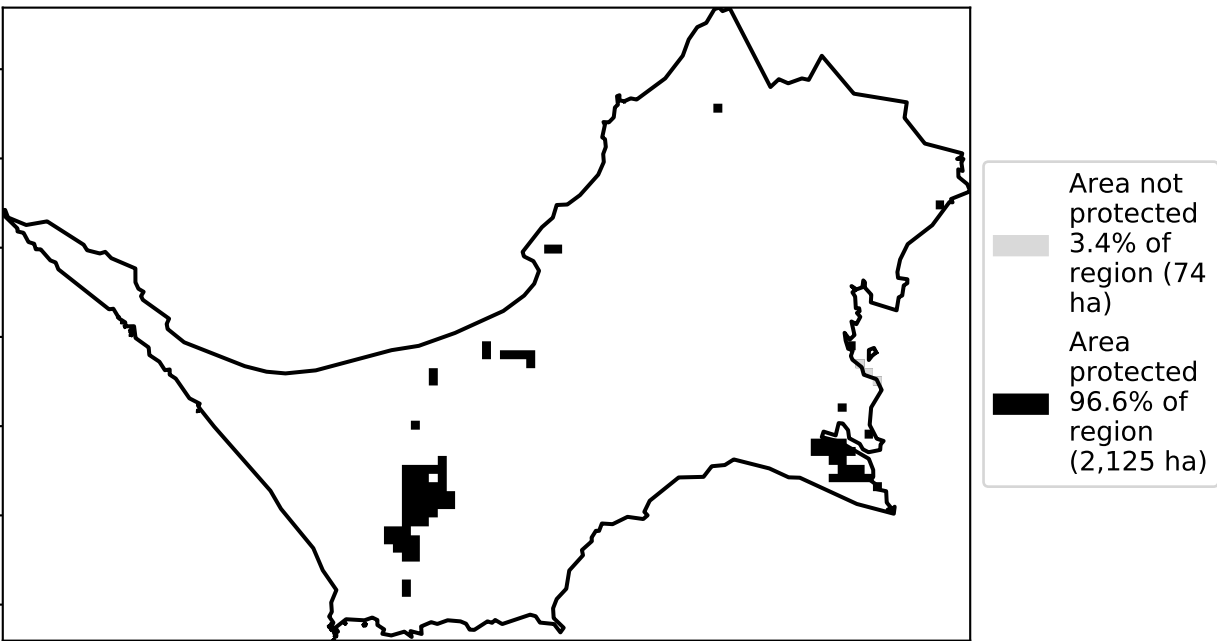 Area not
protected
3.4% of
region (74
ha)
Area
protected
96.6% of
region
(2,125 ha)